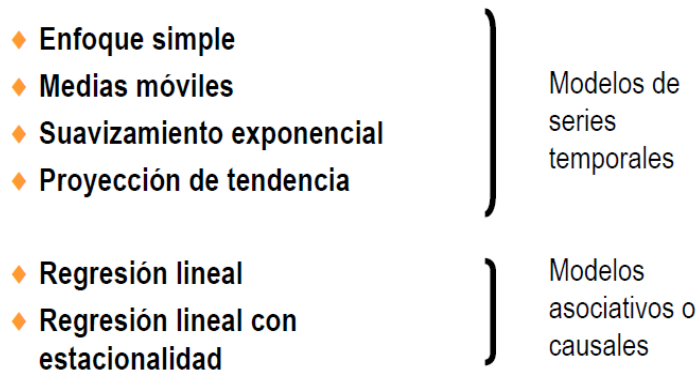 Enfoque simple
Medias móviles
Suavizamiento exponencial
Proyección de tendencia
Modelos de
series
temporales
Regresión lineal
Regresión lineal con
estacionalidad
Modelos
asociativos o
causales